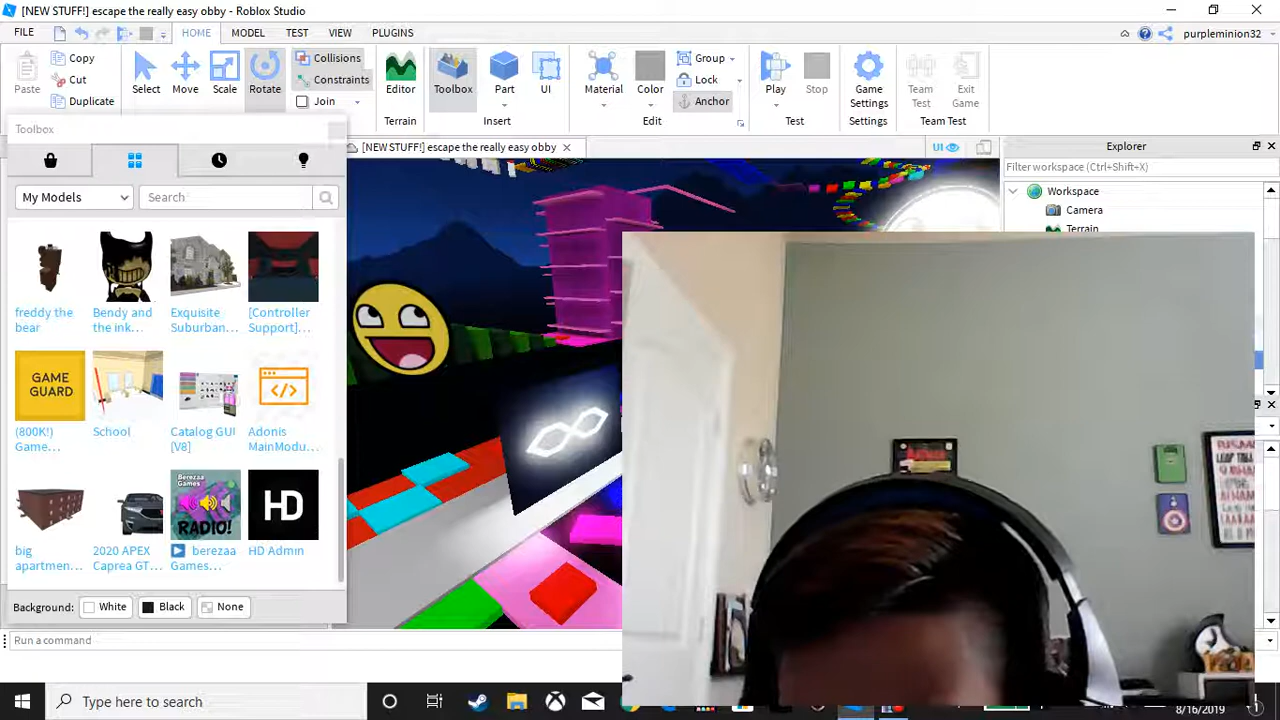 [NEW STUFF!] escape the really easy obby - Roblox Studio
FILE HOME MODEL TEST VIEW PLUGINS purpleminion32
Paste Copy Cut Duplicate
Select Move Scale Rotate
Collisions
Constraints
Join
Editor
Terrain
Toolbox Part UI
Insert
Material Color
Group
Lock
Anchor
Edit
Play Stop
Test
Game Settings
Settings
Team Test
Exit Game
Team Test
Toolbox
[NEW STUFF!] escape the really easy obby
UI
Explorer
Filter workspace (Ctrl+Shift+X)
Workspace
Camera
Terrain
My Models
Search
freddy the bear
Bendy and the ink...
Exquisite Suburban...
[Controller Support]...
GAME GUARD
(800K!) Game...
School
Catalog GUI [V8]
Adonis MainModu...
Berezaa Games
RADIO!
HD
big apartmen...
2020 APEX Caprea GT...
berezaa Games...
HD Admin
Background: White Black None
Run a command
Type here to search
8/16/2019